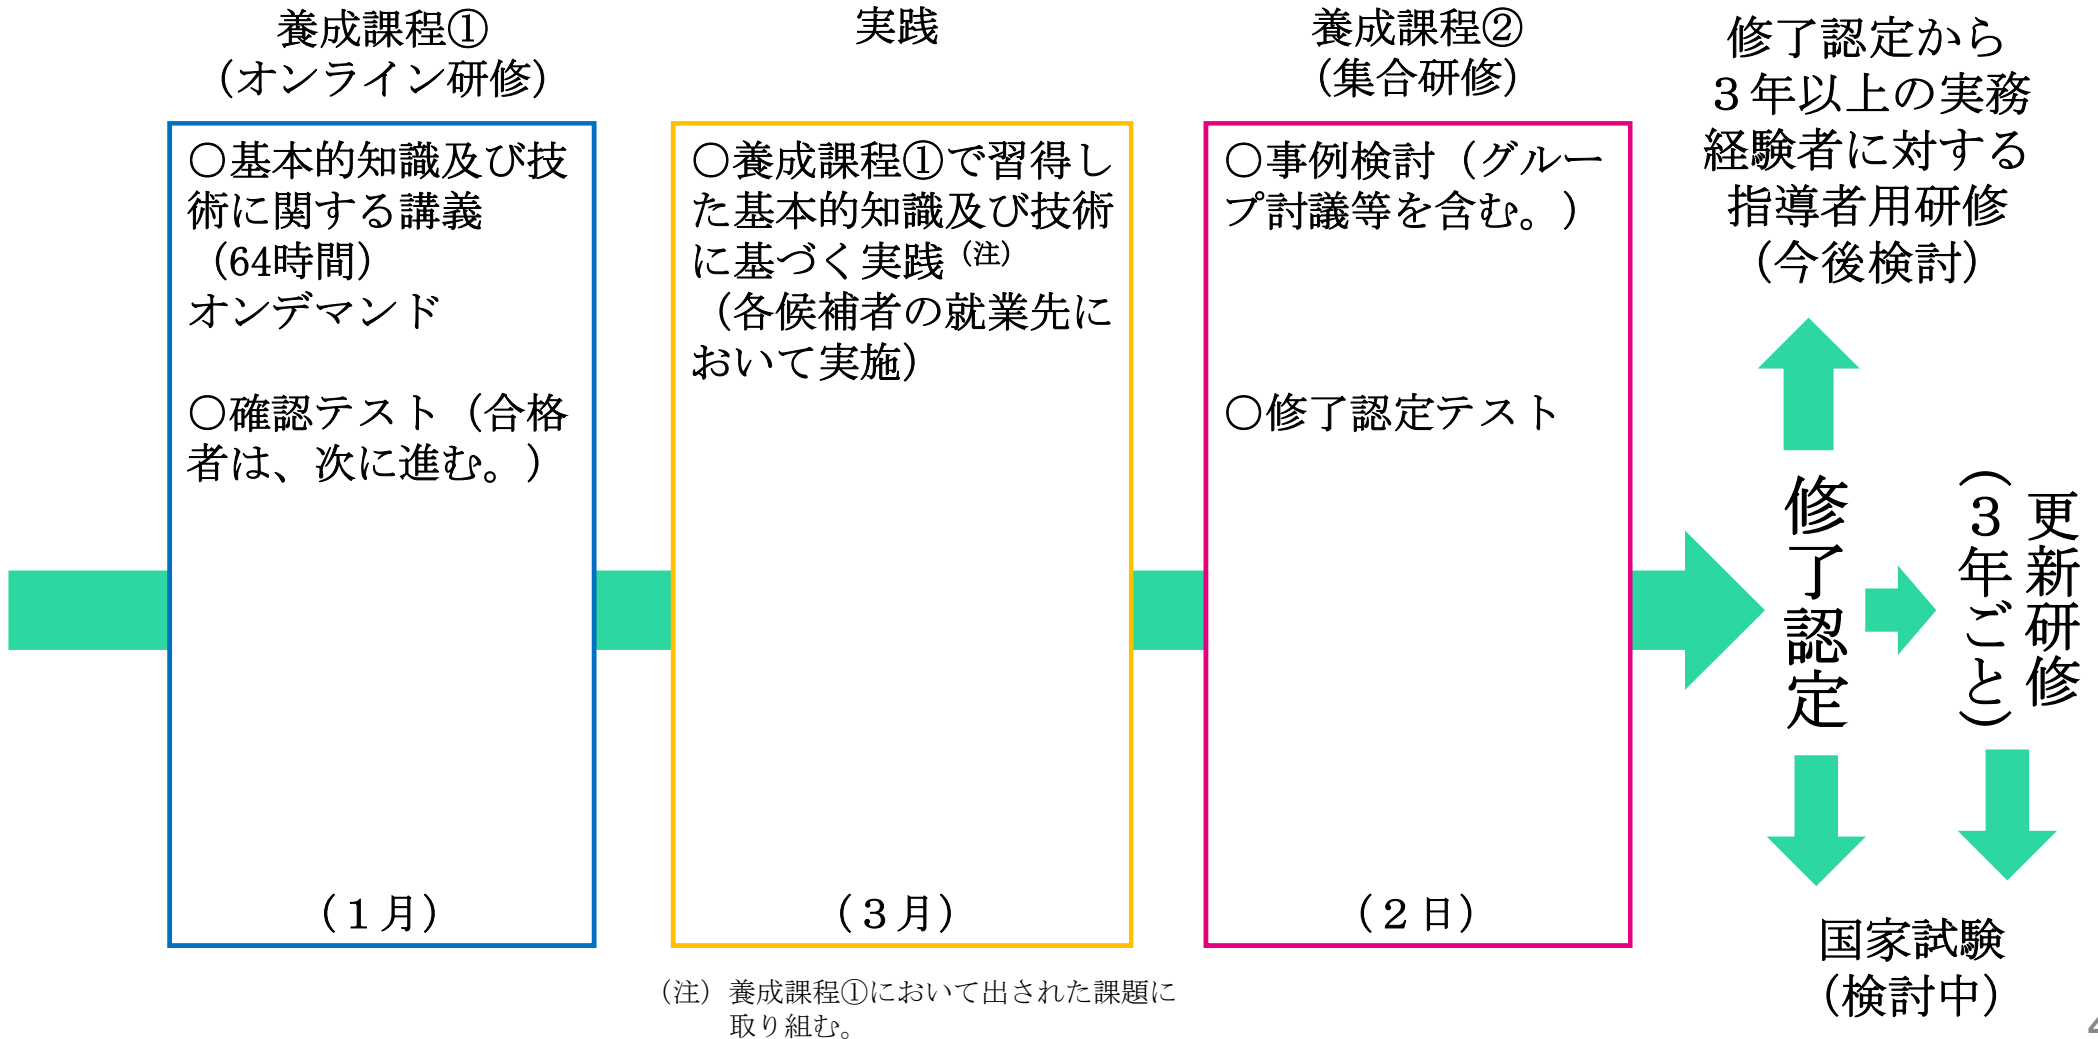 養成課程①
（オンライン研修）
〇基本的知識及び技
術に関する講義
（64時間）
オンデマンド
〇確認テスト（合格
者は、次に進む。）
（１月）
実践
〇養成課程①で習得し
た基本的知識及び技術
に基づく実践（注）
（各候補者の就業先に
おいて実施）
（３月）
（注）養成課程①において出された課題に
取り組む。
養成課程②
（集合研修）
〇事例検討（グルー
プ討議等を含む。）
〇修了認定テスト
（２日）
修了認定から
３年以上の実務
経験者に対する
指導者用研修
（今後検討）
修了認定
更新研修
（３年ごと）
国家試験
（検討中）